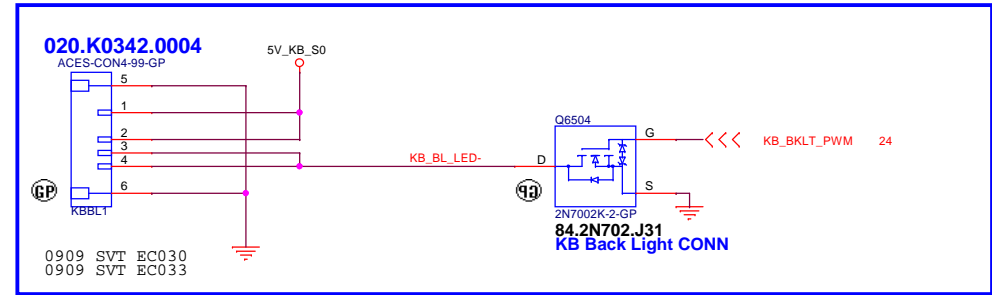 020.K0342.0004
ACES-CON4-99-GP
5V_KB_S0
5
1
2
3
4
6
GP
KBBL1
KB_BL_LED-
Q6504
D
G
S
KB_BKLT_PWM 24
GP
2N7002K-2-GP
84.2N702.J31
KB Back Light CONN
0909 SVT EC030
0909 SVT EC033